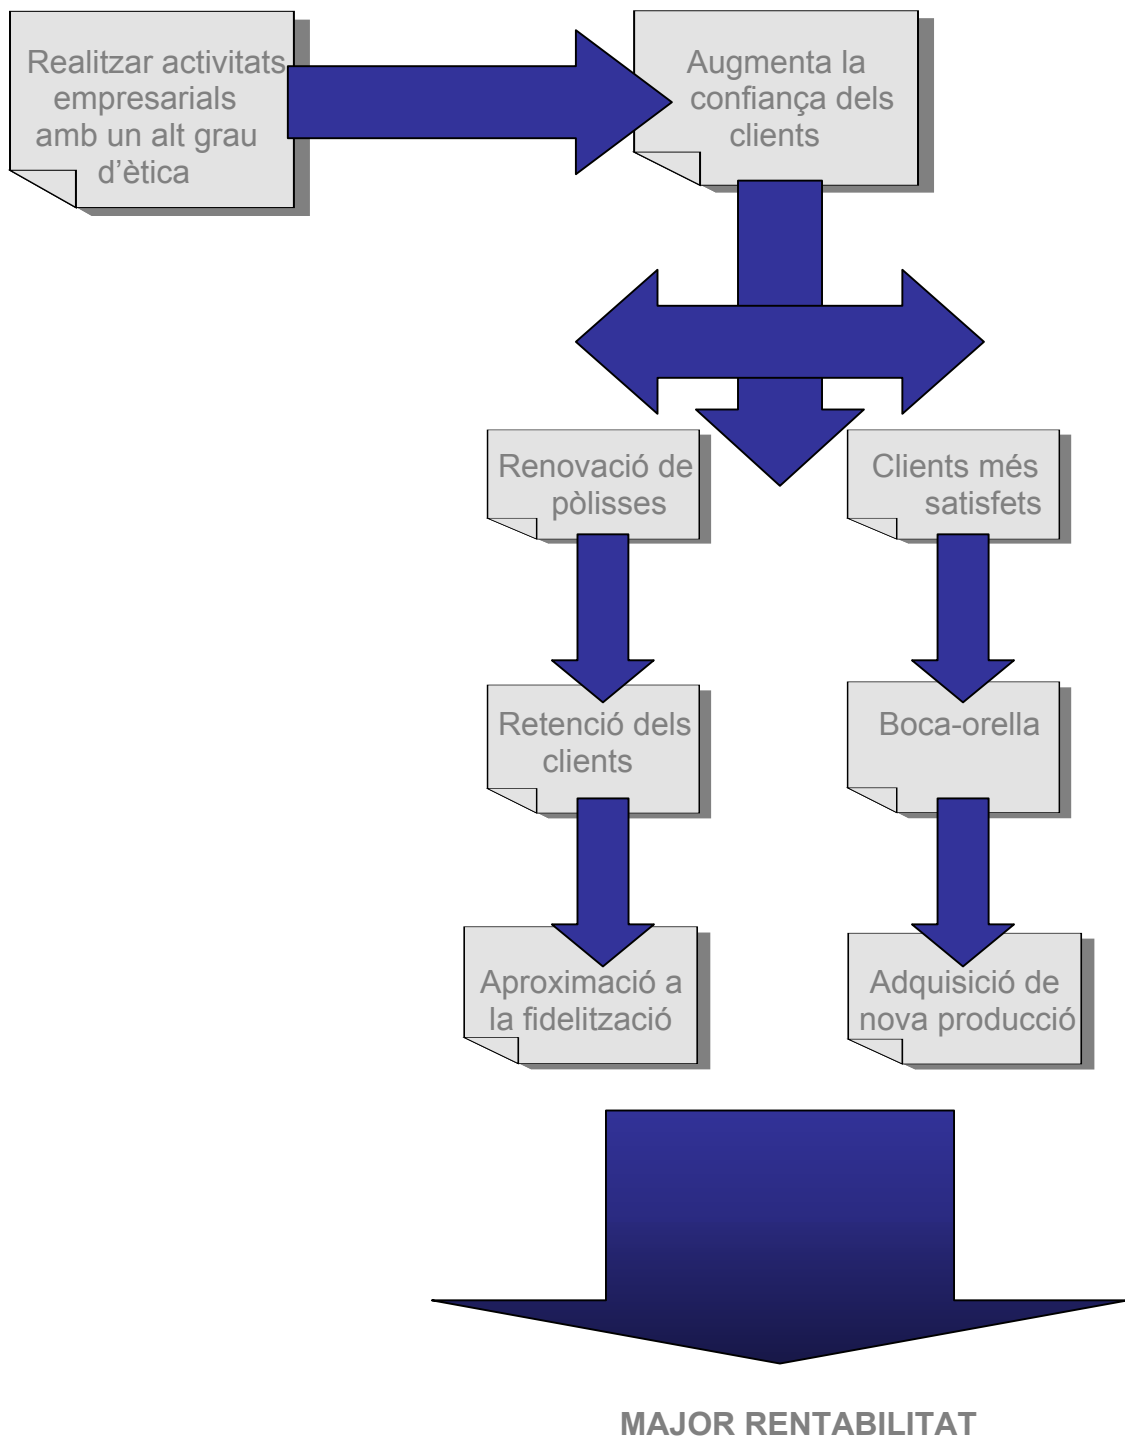 Realitzar activitats
empresarials
amb un alt grau
d’ètica
Augmenta la
confiança dels
clients
Renovació de
pòlisses
Clients més
satisfets
Retenció dels
clients
Boca-orella
Aproximació a
la fidelització
Adquisició de
nova producció
MAJOR RENTABILITAT